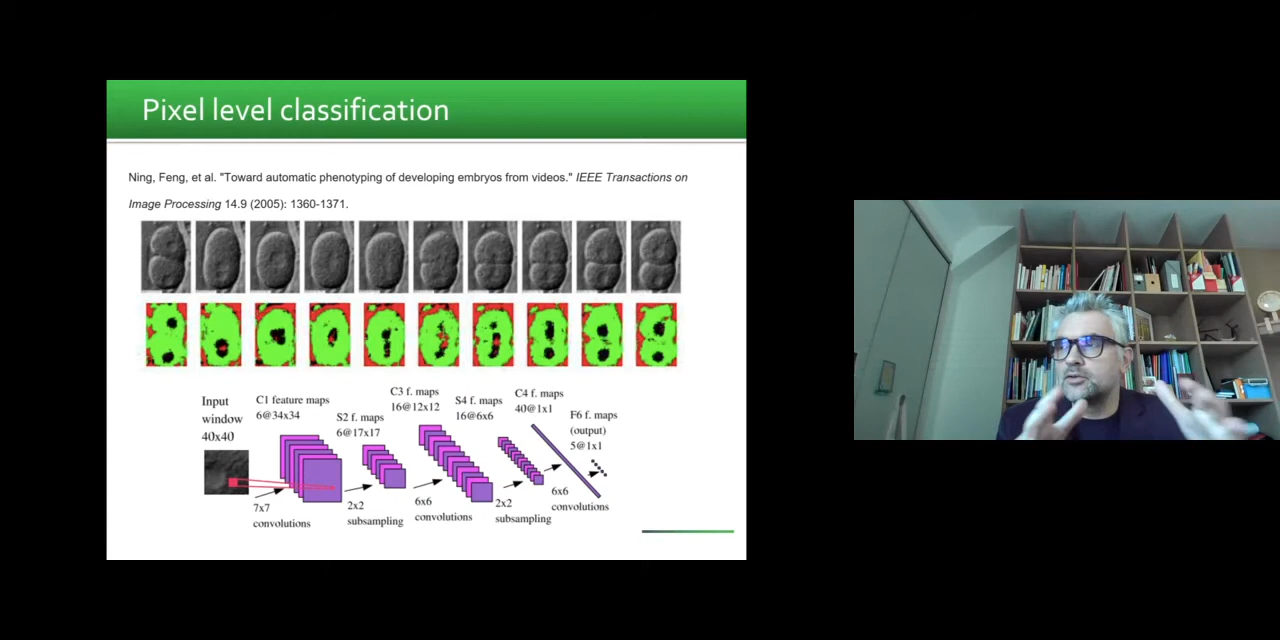 Pixel level classification
Ning, Feng, et al. "Toward automatic phenotyping of developing embryos from videos." IEEE Transactions on
Image Processing 14.9 (2005): 1360-1371.
Input
window
40x40
C1 feature maps
6@34x34
S2 f. maps
6@17x17
C3 f. maps
16@12x12
S4 f. maps
16@6x6
C4 f. maps
40@1x1
F6 f. maps
(output)
5@1x1
7x7
convolutions
2x2
subsampling
6x6
convolutions
2x2
subsampling
6x6
convolutions